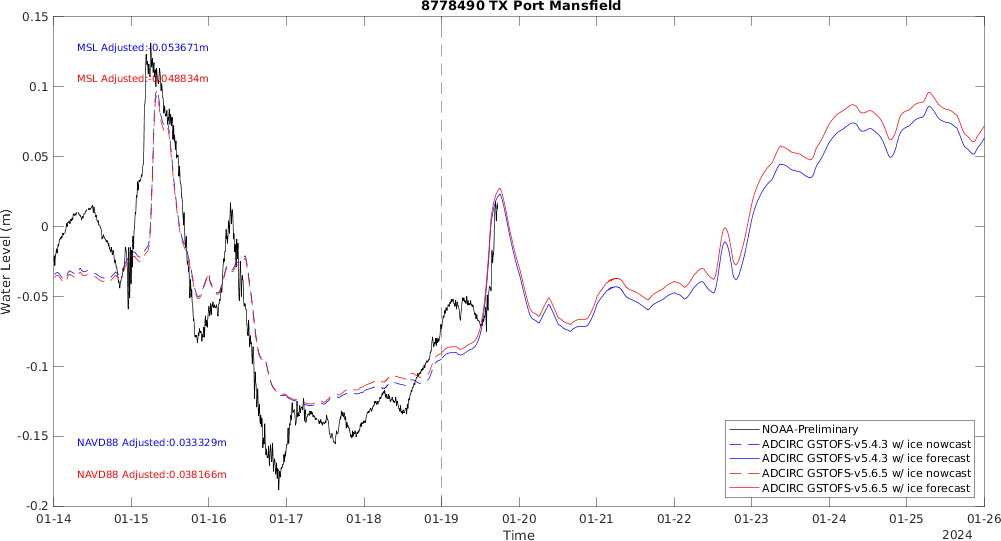 8778490 TX Port Mansfield
0.15
0.1
0.05
0
-0.05
-0.1
-0.15
-0.2
Water Level (m)
MSL Adjusted:-0.053671m
MSL Adjusted:-0.048834m
NAVD88 Adjusted:0.033329m
NAVD88 Adjusted:0.038166m
NOAA-Preliminary
ADCIRC GSTOFS-v5.4.3 w/ ice nowcast
ADCIRC GSTOFS-v5.4.3 w/ ice forecast
ADCIRC GSTOFS-v5.6.5 w/ ice nowcast
ADCIRC GSTOFS-v5.6.5 w/ ice forecast
01-14 01-15 01-16 01-17 01-18 01-19 01-20 01-21 01-22 01-23 01-24 01-25 01-26
Time
2024